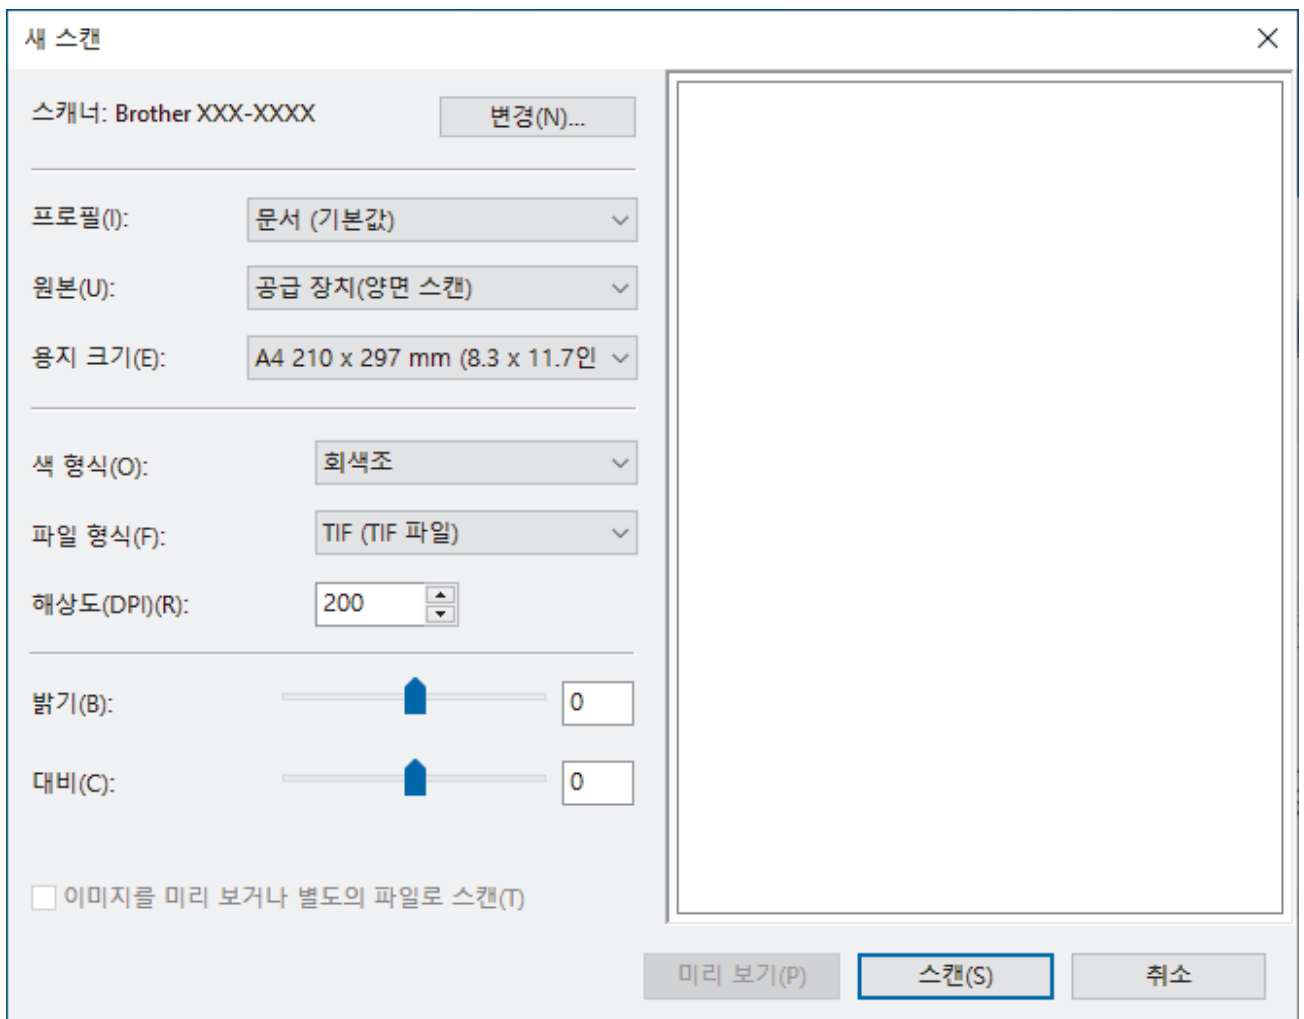 새 스캔
스캐너: Brother XXX-XXXX 변경(N)...
프로필(I): 문서 (기본값)
원본(U): 공급 장치(양면 스캔)
용지 크기(E): A4 210 x 297 mm (8.3 x 11.7인
색 형식(O): 회색조
파일 형식(F): TIF (TIF 파일)
해상도(DPI)(R): 200
밝기(B): 0
대비(C): 0
이미지를 미리 보거나 별도의 파일로 스캔(T)
미리 보기(P) 스캔(S) 취소